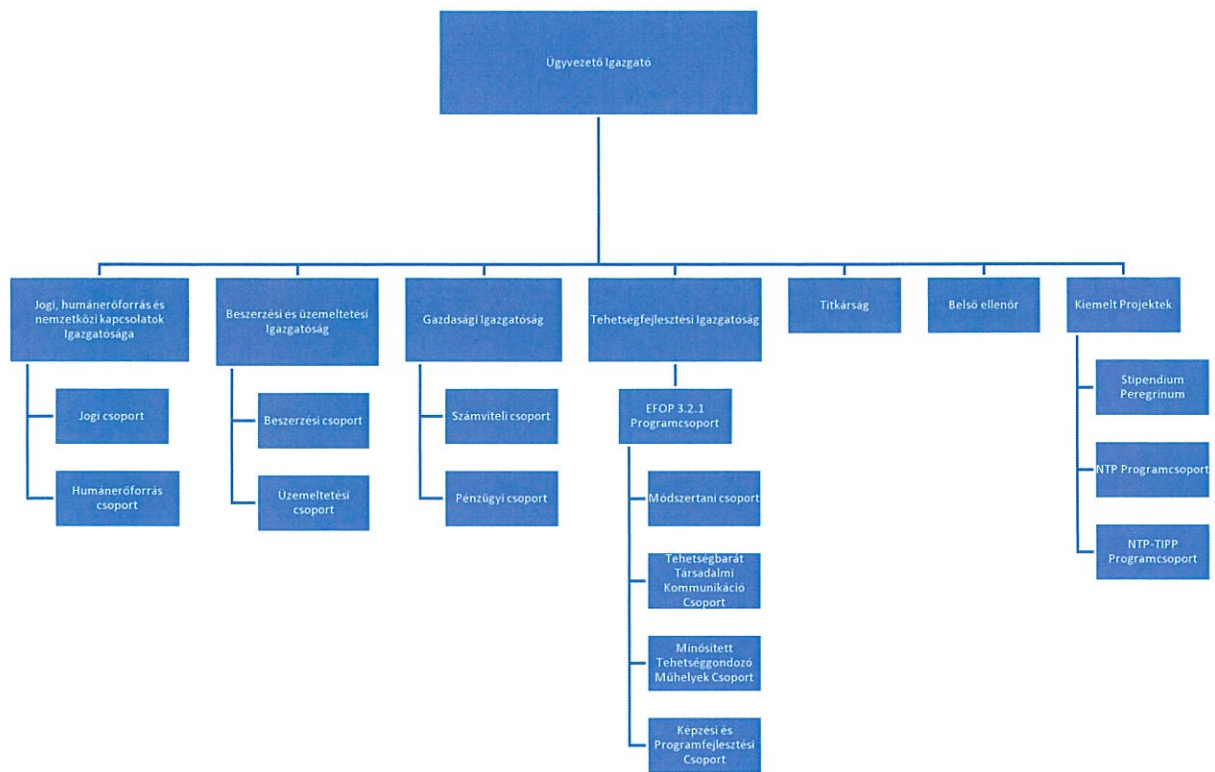 Ügyvezető Igazgató
Jogi, humánerőforrás és
nemzetközi kapcsolatok
Igazgatósága
Beszerzési és üzemeltetési
Igazgatóság
Gazdasági Igazgatóság
Tehetségfejlesztési Igazgatóság
Titkárság
Belső ellenőr
Kiemelt Projektek
Jogi csoport
Humánerőforrás
csoport
Beszerzési csoport
Üzemeltetési
csoport
Számviteli csoport
Pénzügyi csoport
EFOP 3.2.1
Programcsoport
Módszertani csoport
Tehetségbarát
Társadalmi
Kommunikáció
Csoport
Minősített
Tehetséggondozó
Műhelyek Csoport
Képzési és
Programfejlesztési
Csoport
Stipendium
Peregrinum
NTP Programcsoport
NTP-TIPP
Programcsoport